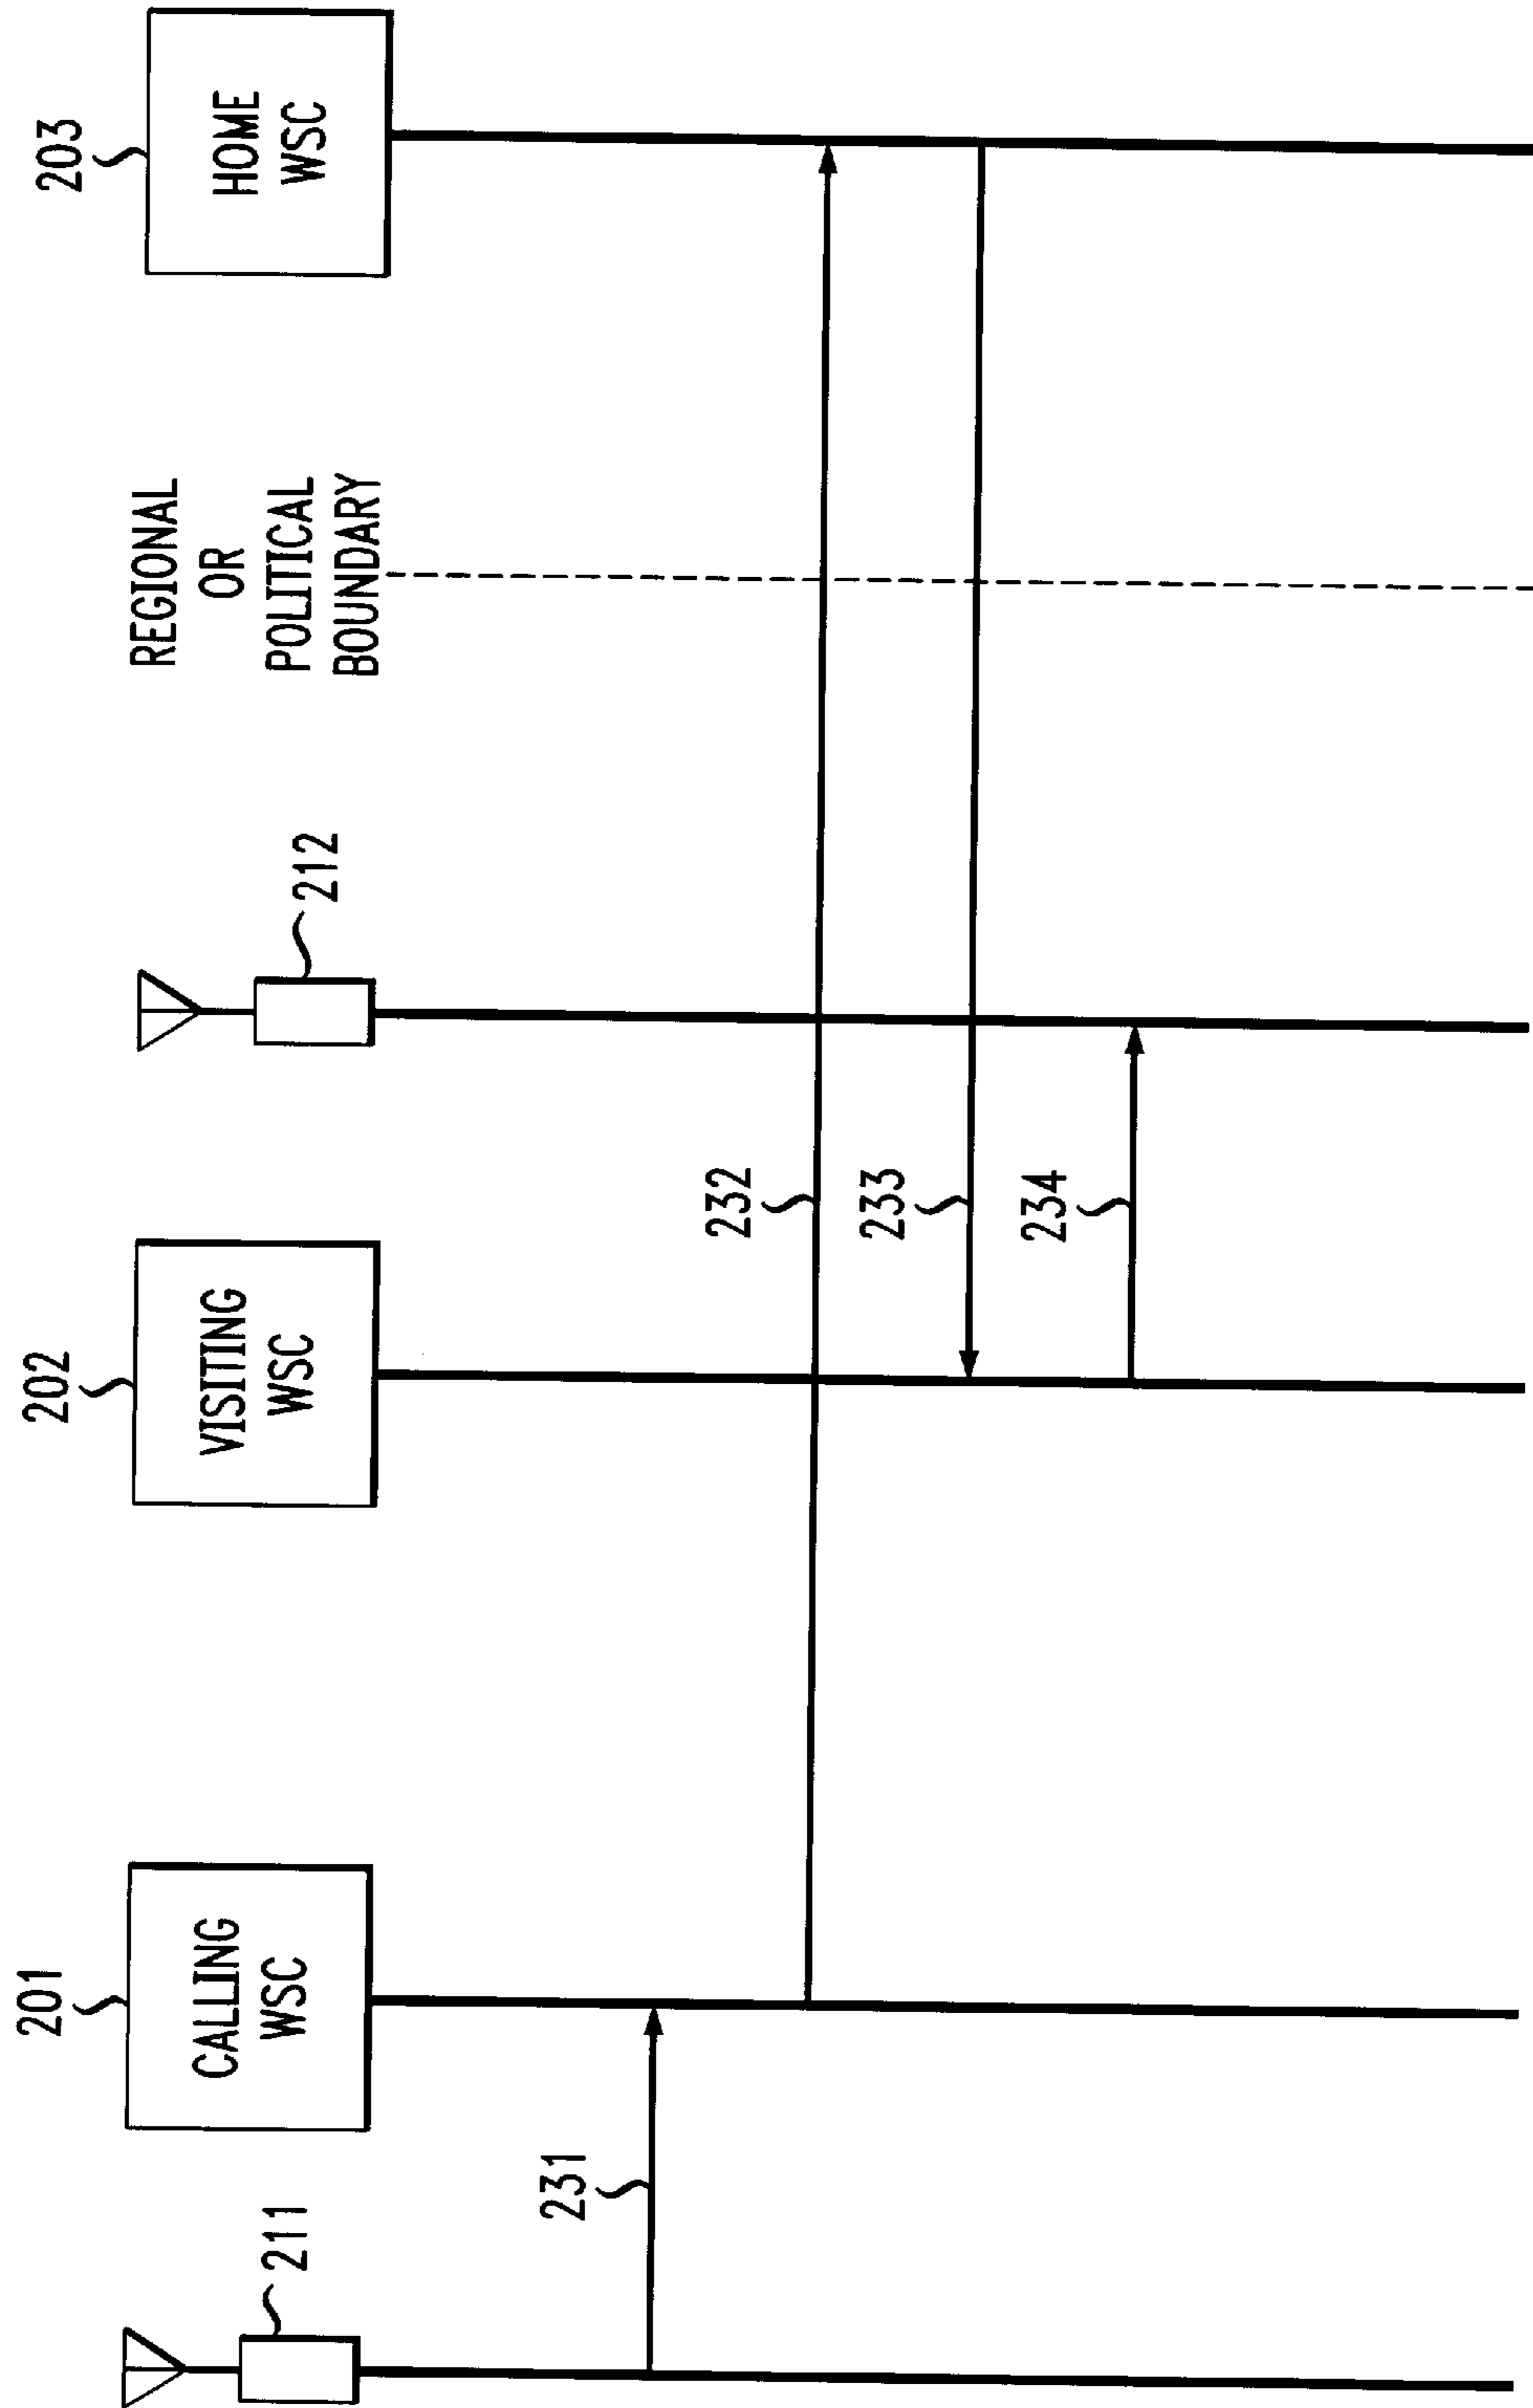 211
201
CALLING
WSC
202
VISITING
WSC
212
REGIONAL
OR
POLITICAL
BOUNDARY
203
HOME
WSC
231
232
233
234